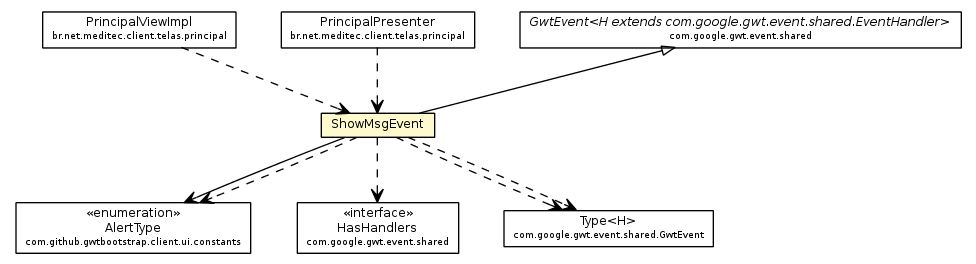 PrincipalViewImpl
br.net.meditec.client.telas.principal
PrincipalPresenter
br.net.meditec.client.telas.principal
GwtEvent<H extends com.google.gwt.event.shared.EventHandler>
com.google.gwt.event.shared
ShowMsgEvent
«enumeration»
AlertType
com.github.gwtbootstrap.client.ui.constants
«interface»
HasHandlers
com.google.gwt.event.shared
Type<H>
com.google.gwt.event.shared.GwtEvent